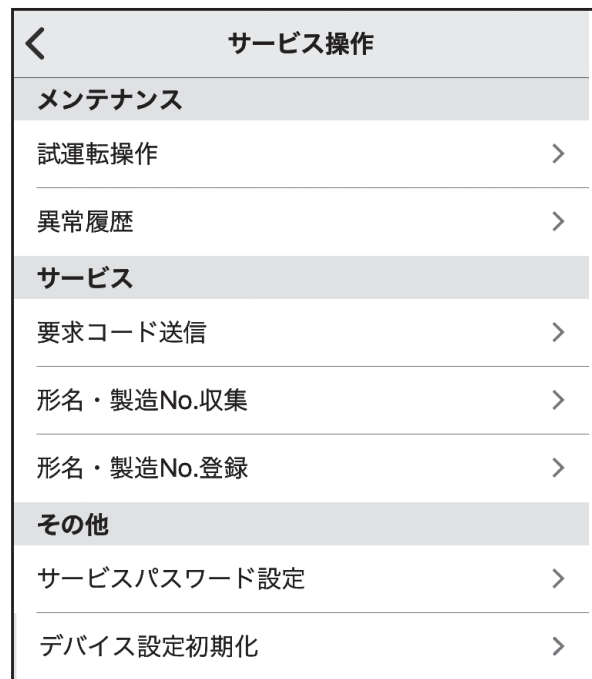 サービス操作
メンテナンス
試運転操作
異常履歴
サービス
要求コード送信
形名・製造No.収集
形名・製造No.登録
その他
サービスパスワード設定
デバイス設定初期化